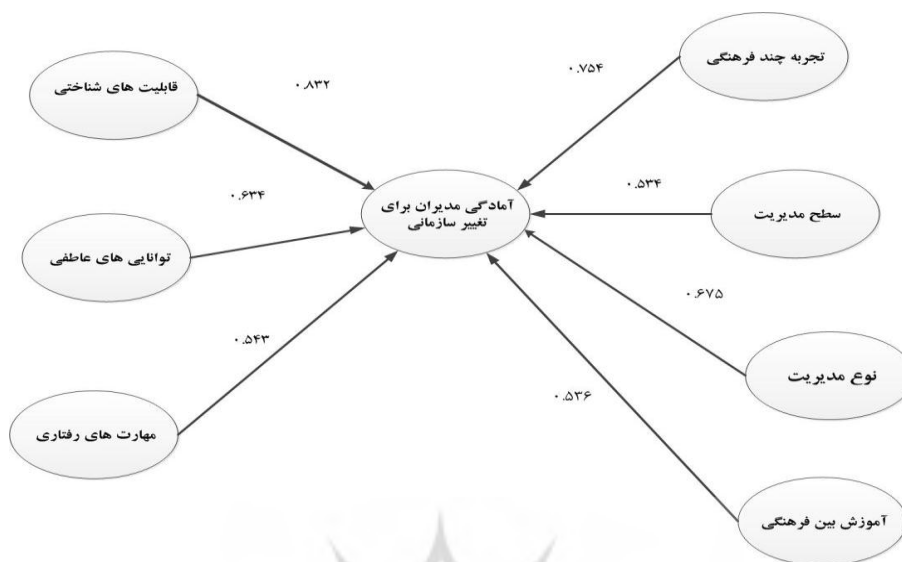 تجربه چند فرهنگی
۰.۷۵۴
قابلیت های شناختی
۰.۸۳۲
سطح مدیریت
۰.۵۳۴
آمادگی مدیران برای
تغییر سازمانی
۰.۶۳۴
توانایی های عاطفی
۰.۶۷۵
نوع مدیریت
۰.۵۴۳
مهارت های رفتاری
۰.۵۳۶
آموزش بین فرهنگی